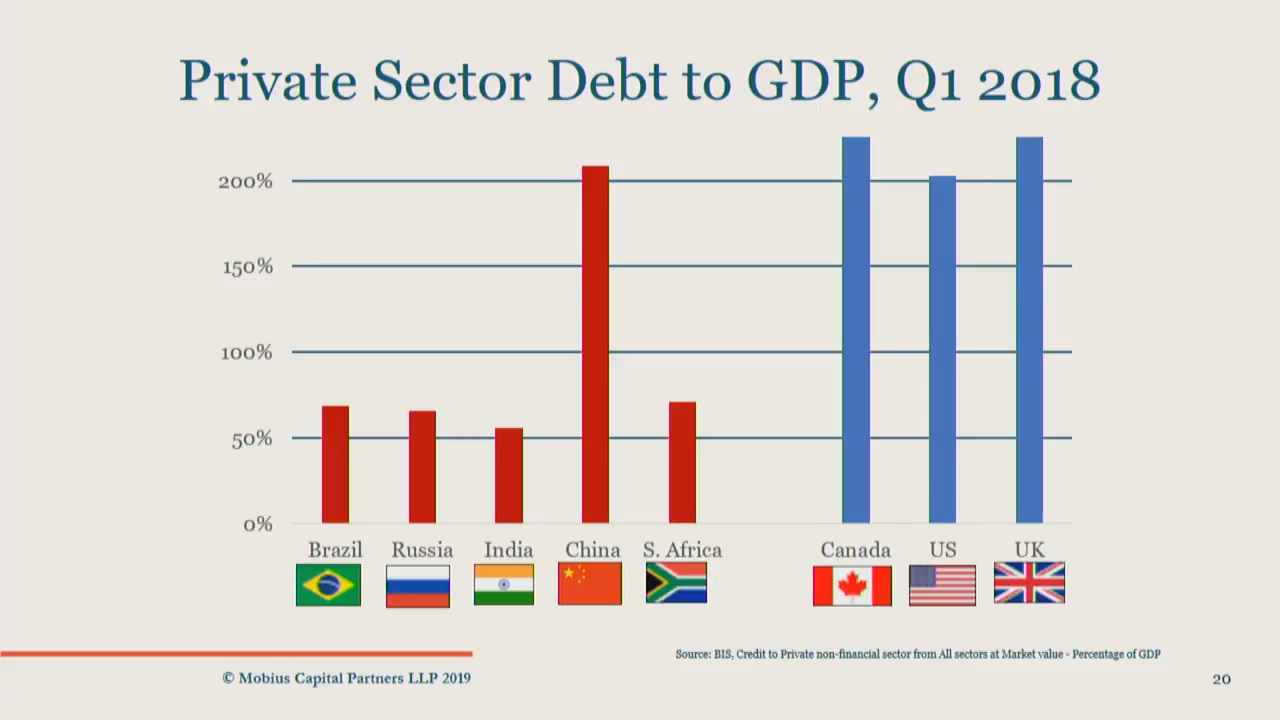 Private Sector Debt to GDP, Q1 2018
200%
150%
100%
50%
0%
Brazil Russia India China S. Africa Canada US UK
Source: BIS, Credit to Private non-financial sector from All sectors at Market value - Percentage of GDP
© Mobius Capital Partners LLP 2019
20